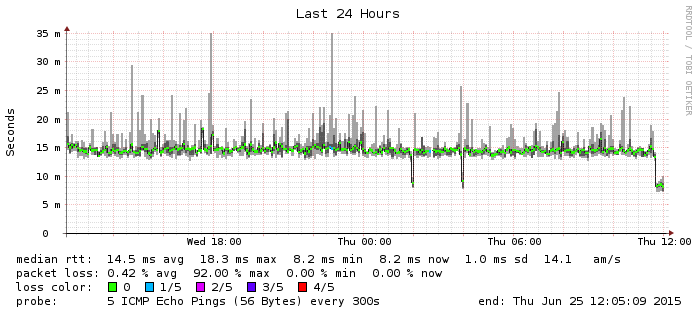 Last 24 Hours
RRDTOOL / TOBI OETIKER
Seconds
35 m
30 m
25 m
20 m
15 m
10 m
5 m
0
Wed 18:00 Thu 00:00 Thu 06:00 Thu 12:00
median rtt: 14.5 ms avg 18.3 ms max 8.2 ms min 8.2 ms now 1.0 ms sd 14.1 am/s
packet loss: 0.42 % avg 92.00 % max 0.00 % min 0.00 % now
loss color: 0 1/5 2/5 3/5 4/5
probe: 5 ICMP Echo Pings (56 Bytes) every 300s end: Thu Jun 25 12:05:09 2015